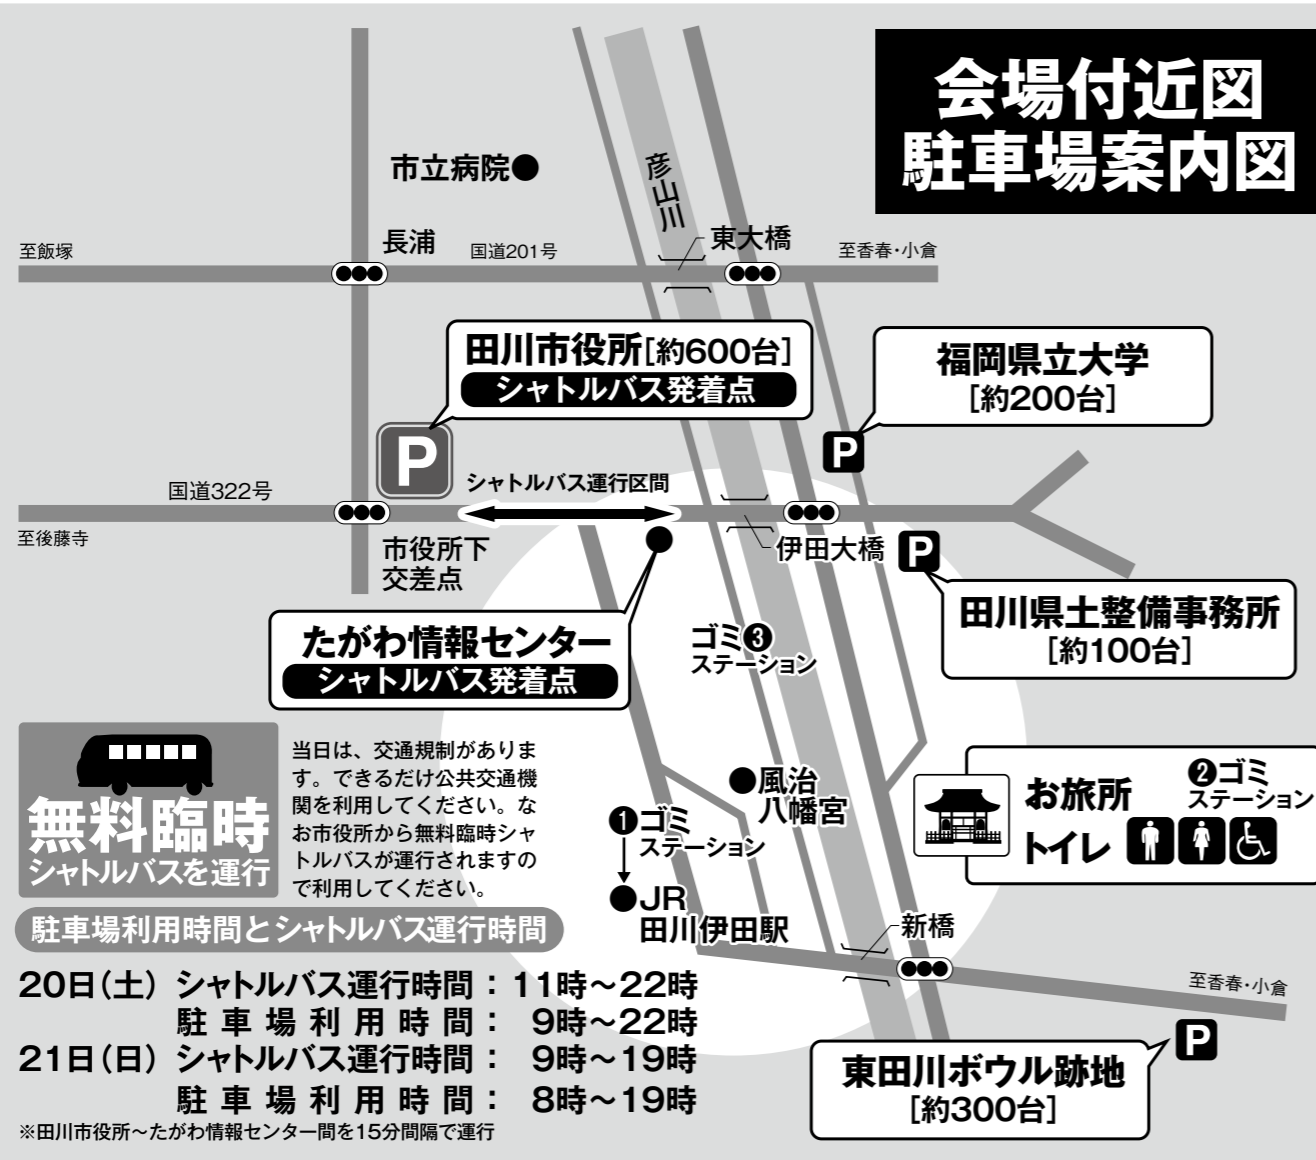 会場付近図
駐車場案内図
市立病院
彦山川
至飯塚
長浦
国道201号
東大橋
至香春・小倉
田川市役所[約600台]
シャトルバス発着点
福岡県立大学
[約200台]
P
P
国道322号
シャトルバス運行区間
至後藤寺
市役所下
交差点
伊田大橋
P
田川県土整備事務所
[約100台]
たがわ情報センター
シャトルバス発着点
ゴミ❸
ステーション
無料臨時
シャトルバスを運行
当日は、交通規制がありま
す。できるだけ公共交通機
関を利用してください。な
お市役所から無料臨時シャ
トルバスが運行されますの
で利用してください。
風治
八幡宮
❶ゴミ
ステーション
JR
田川伊田駅
お旅所
❷ゴミ
ステーション
トイレ
新橋
至香春・小倉
P
東田川ボウル跡地
[約300台]
駐車場利用時間とシャトルバス運行時間
20日(土) シャトルバス運行時間：11時〜22時
駐車場利用時間： 9時〜22時
21日(日) シャトルバス運行時間： 9時〜19時
駐車場利用時間： 8時〜19時
※田川市役所〜たがわ情報センター間を15分間隔で運行